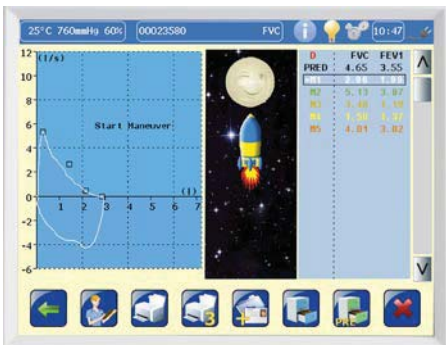 25°C 760mmHg 60%
00023580 FVC
10:47
12 (l/s)
10
8
Start Maneuver
6
4
2
(l)
0
1 2 3 4 5 6 7
-2
-4
-6
D FVC FEV1
PRED 4.65 3.55
M2 5.13 3.87
M5 4.81 3.82
3
PRE